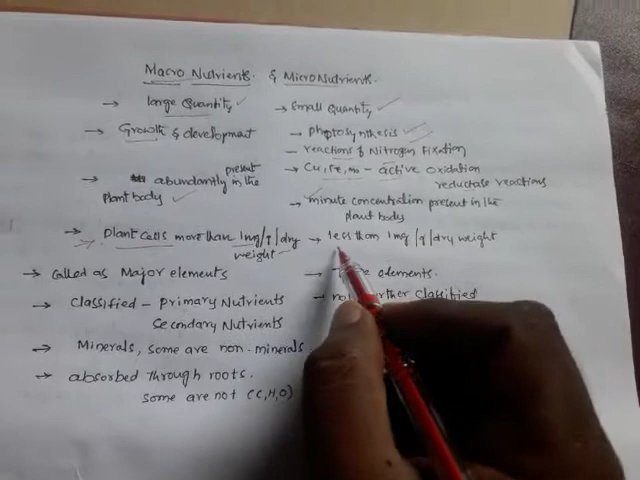 Macro Nutrients. & MicroNutrients.
→ large Quantity → Small Quantity
→ Growth & development - photosynthesis
- reactions of Nitrogen Fixation
→ abundantly present in the → Cu, Fe, mo - active oxidation
plant body reductase reactions
→ minute concentration present in the
plant body
→ Plant cells more than 1mg/g/dry → less than 1mg/g/dry weight
weight
→ called as Major elements → elements.
→ Classified - Primary Nutrients - not further classified
Secondary Nutrients
→ Minerals, some are non-minerals
→ absorbed through roots.
some are not (C,H,O)